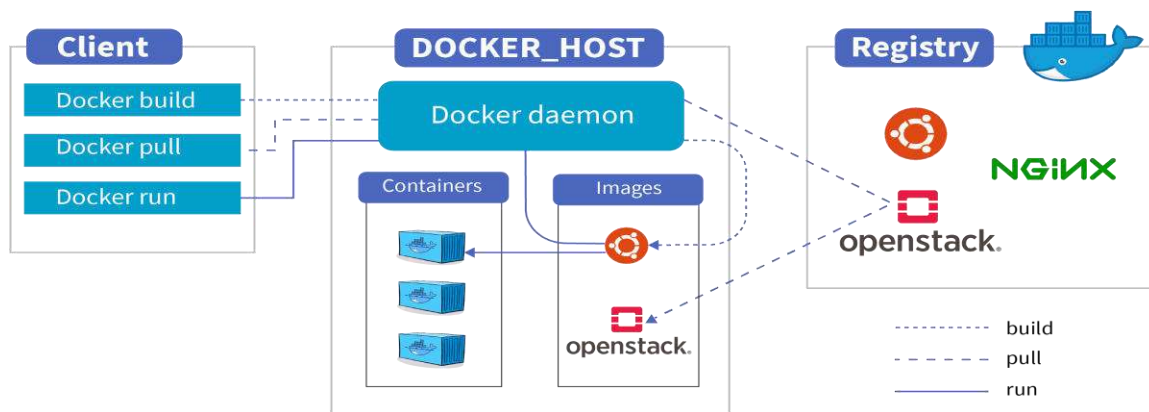 Client
Docker build
Docker pull
Docker run
DOCKER_HOST
Docker daemon
Containers
Images
openstack.
Registry
NGINX
openstack.
build
pull
run